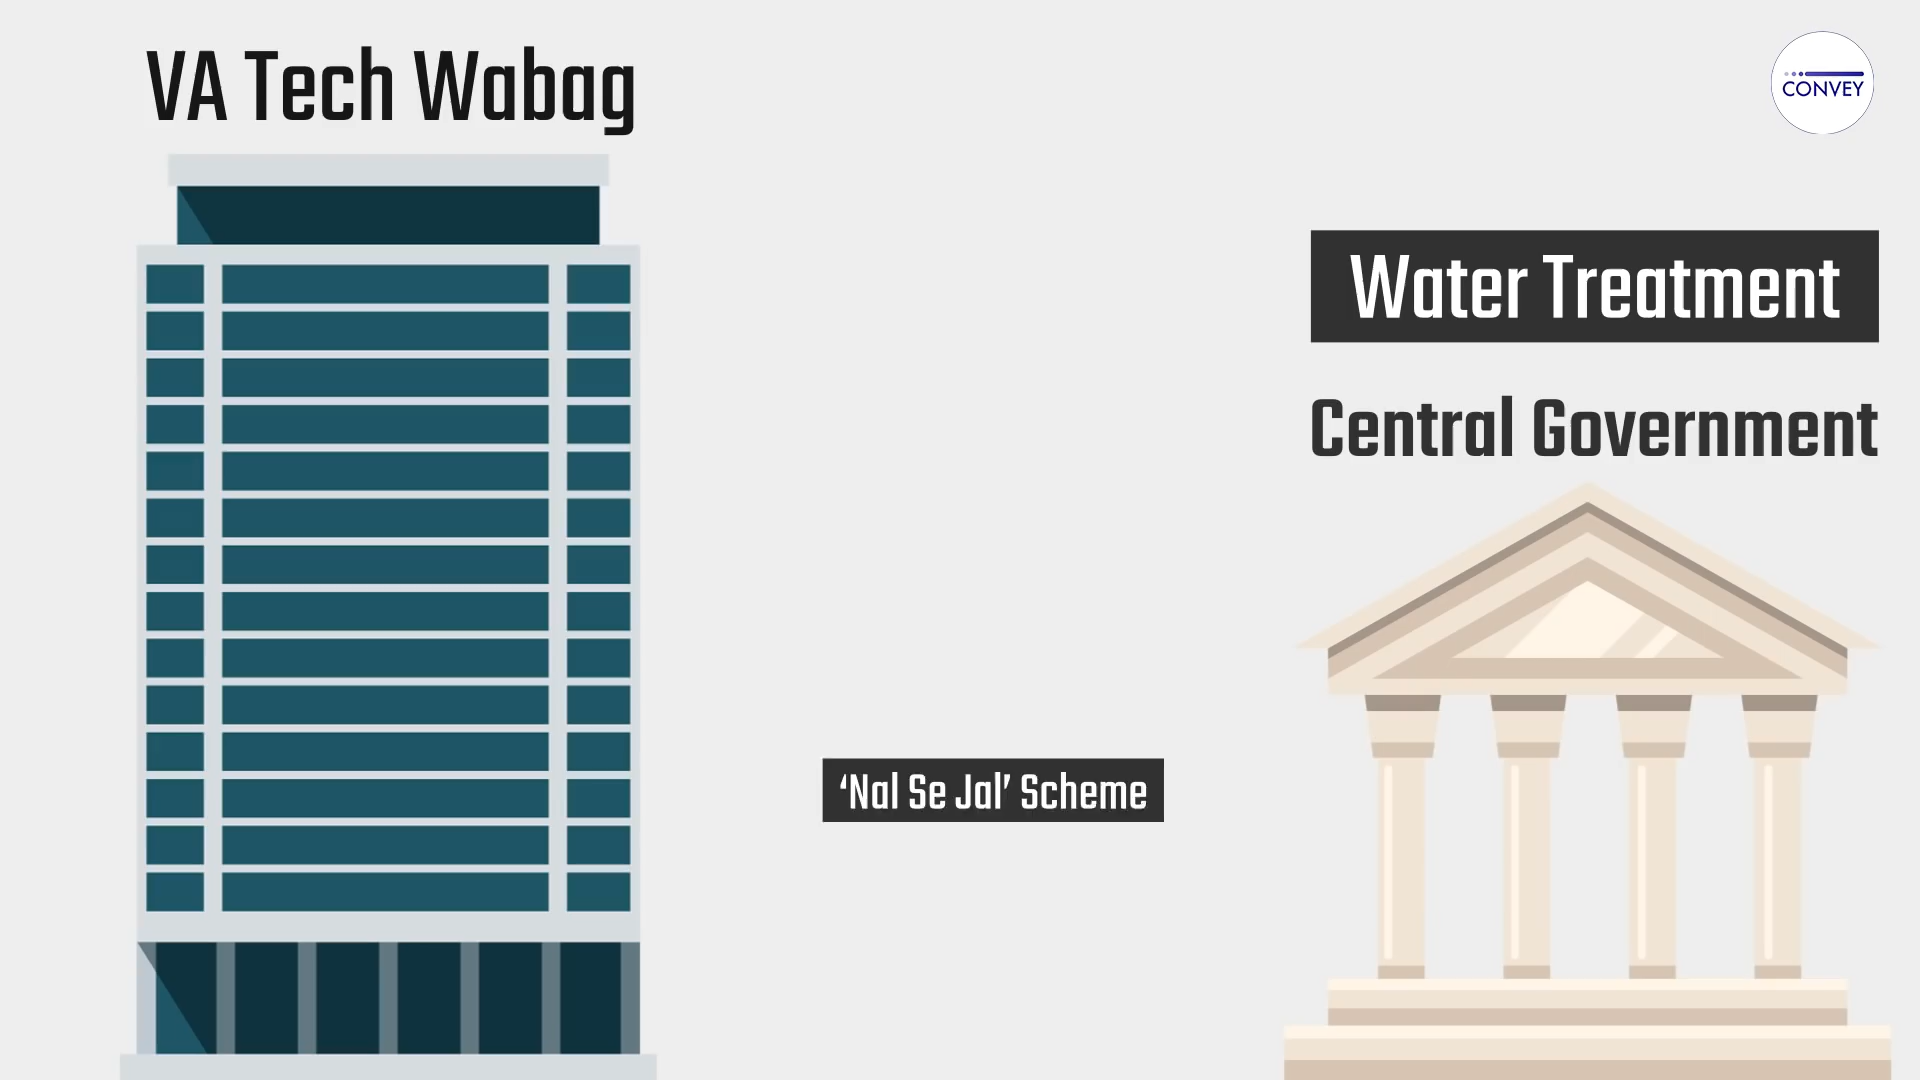 VA Tech Wabag
CONVEY
Water Treatment
Central Government
‘Nal Se Jal’ Scheme